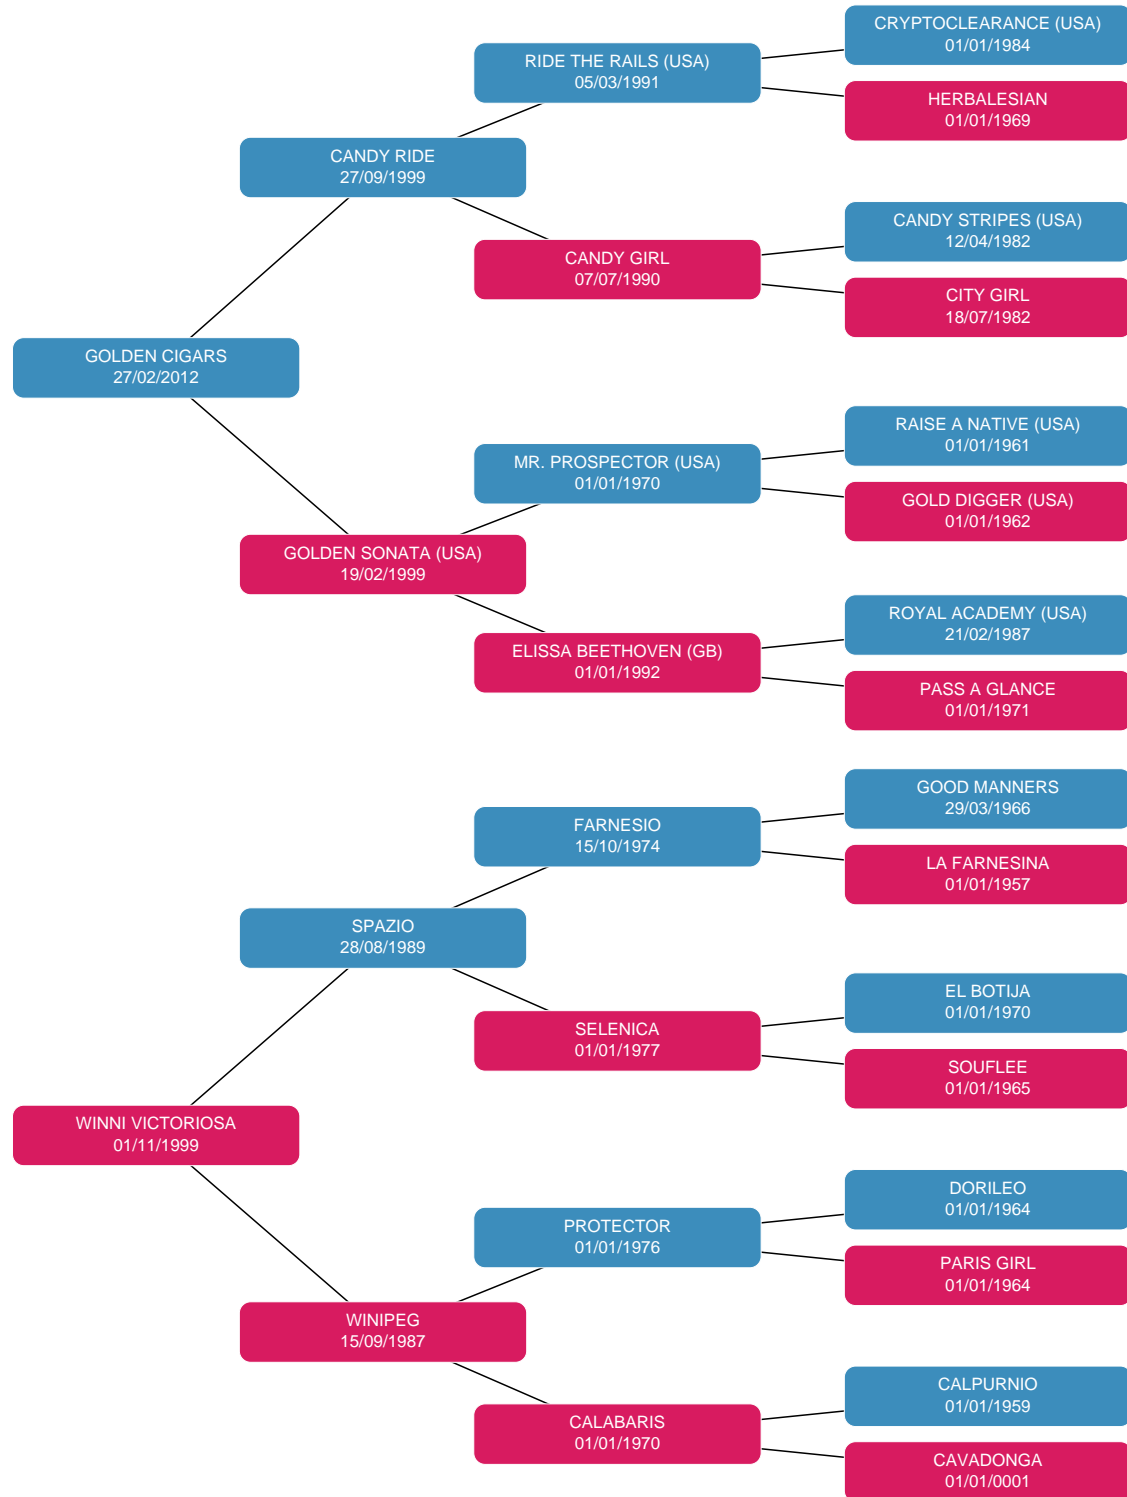 CRYPTOCLEARANCE (USA)
01/01/1984
RIDE THE RAILS (USA)
05/03/1991
HERBALESIAN
01/01/1969
CANDY RIDE
27/09/1999
CANDY STRIPES (USA)
12/04/1982
CANDY GIRL
07/07/1990
CITY GIRL
18/07/1982
GOLDEN CIGARS
27/02/2012
RAISE A NATIVE (USA)
01/01/1961
MR. PROSPECTOR (USA)
01/01/1970
GOLD DIGGER (USA)
01/01/1962
GOLDEN SONATA (USA)
19/02/1999
ROYAL ACADEMY (USA)
21/02/1987
ELISSA BEETHOVEN (GB)
01/01/1992
PASS A GLANCE
01/01/1971
GOOD MANNERS
29/03/1966
FARNESIO
15/10/1974
LA FARNESINA
01/01/1957
SPAZIO
28/08/1989
EL BOTIJA
01/01/1970
SELENICA
01/01/1977
SOUFLEE
01/01/1965
WINNI VICTORIOSA
01/11/1999
DORILEO
01/01/1964
PROTECTOR
01/01/1976
PARIS GIRL
01/01/1964
WINIPEG
15/09/1987
CALPURNIO
01/01/1959
CALABARIS
01/01/1970
CAVADONGA
01/01/0001